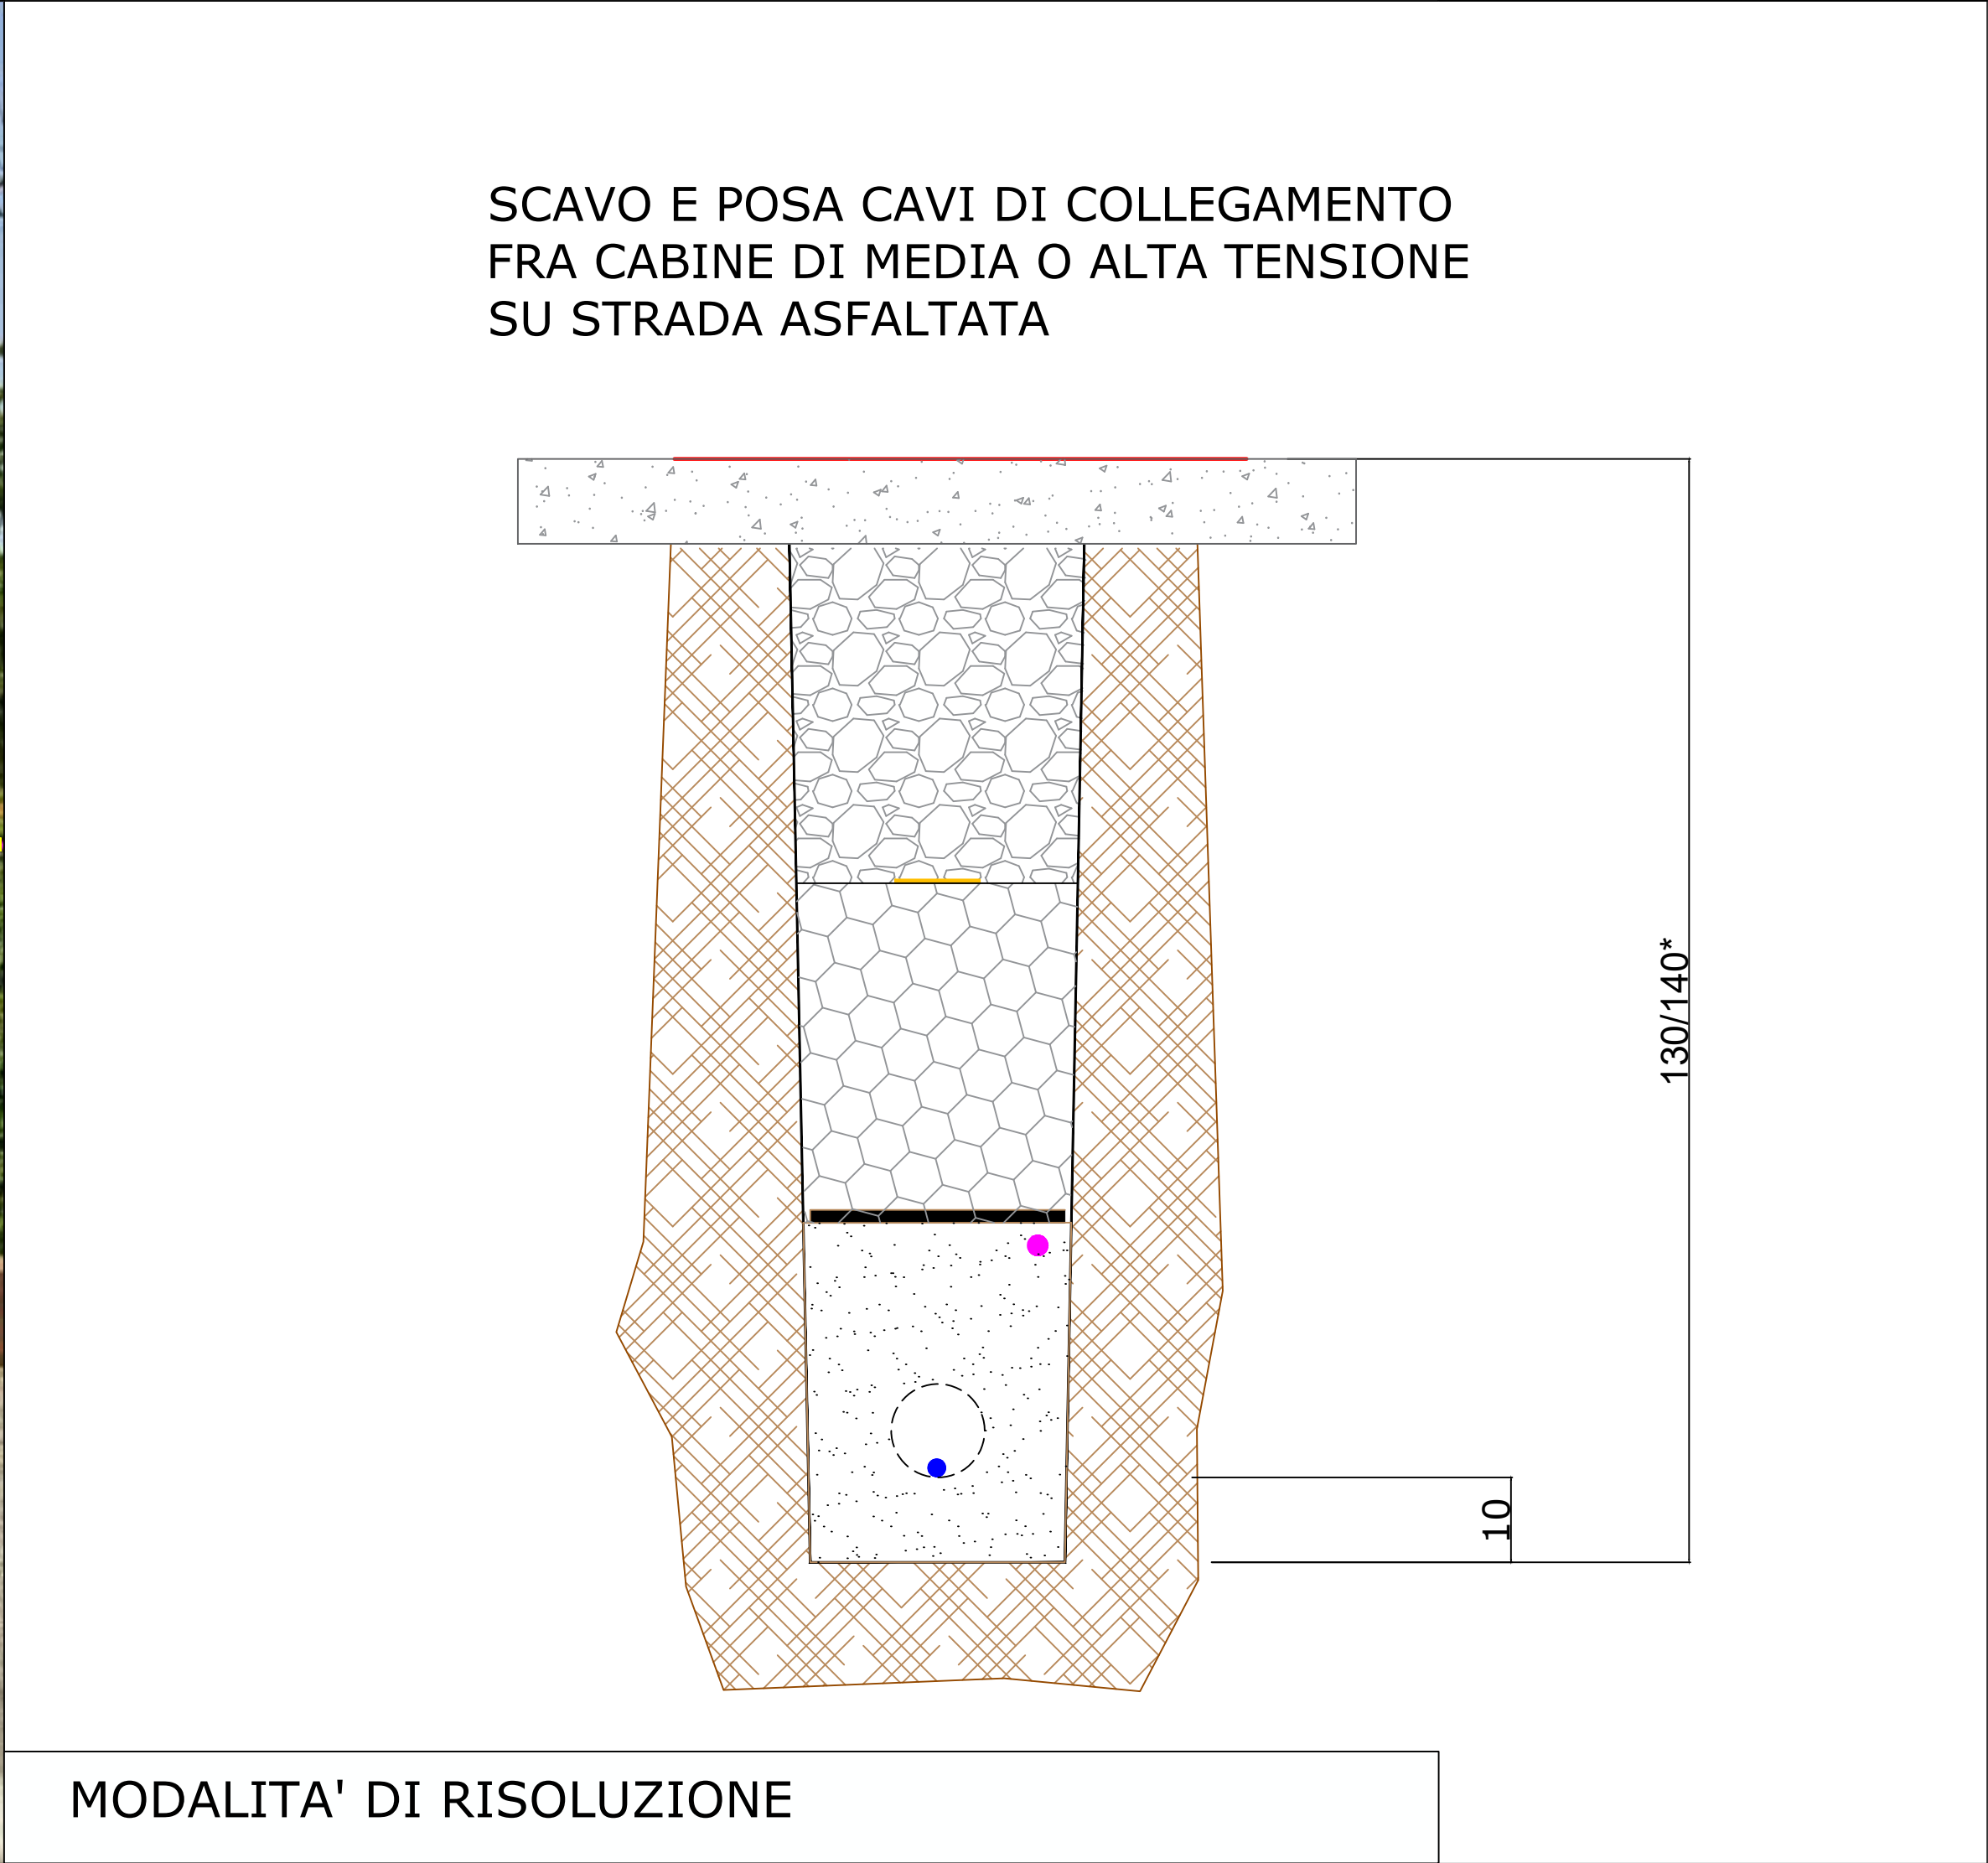 SCAVO E POSA CAVI DI COLLEGAMENTO
FRA CABINE DI MEDIA O ALTA TENSIONE
SU STRADA ASFALTATA
130/140*
10
MODALITA' DI RISOLUZIONE